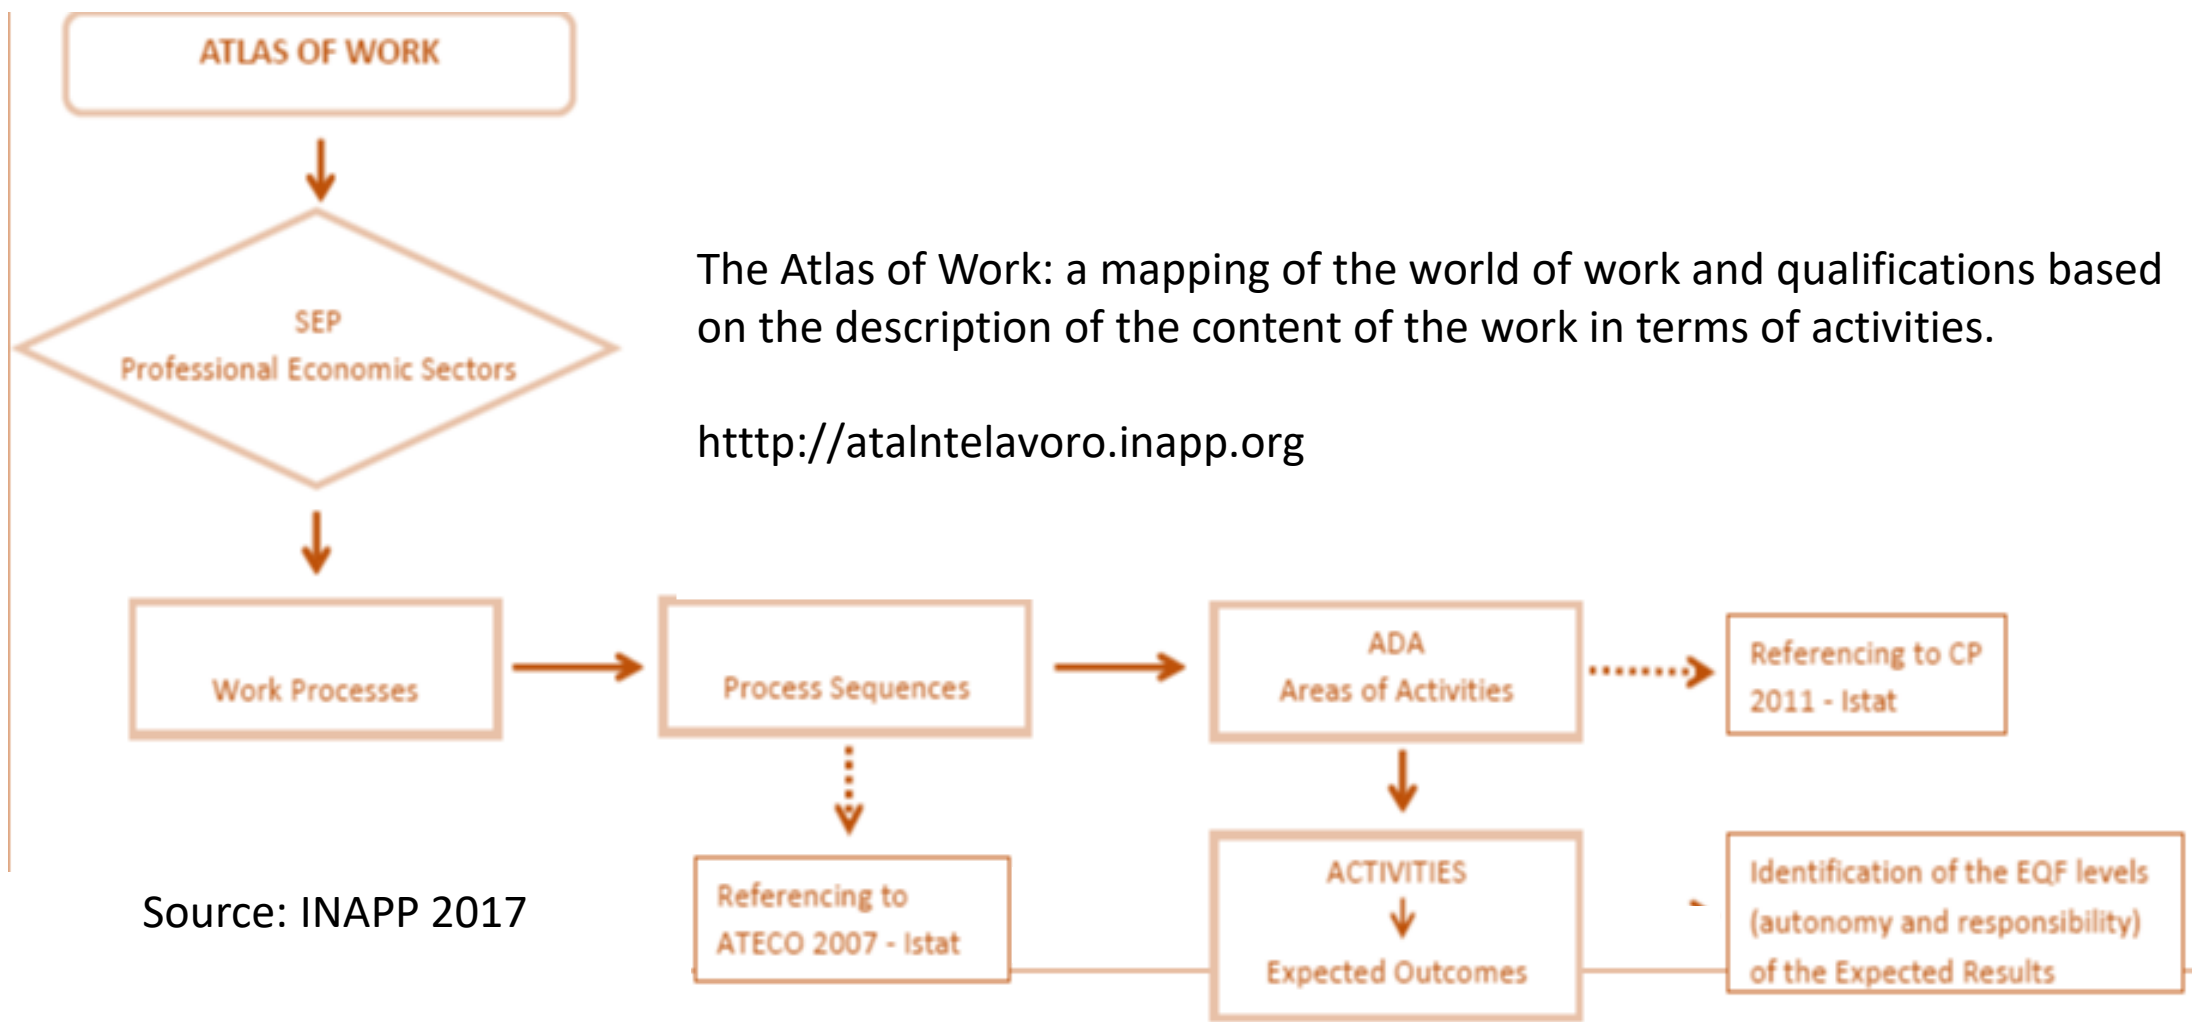 ATLAS OF WORK
SEP
Professional Economic Sectors
The Atlas of Work: a mapping of the world of work and qualifications based
on the description of the content of the work in terms of activities.
htttp://atalntelavoro.inapp.org
Work Processes
Process Sequences
ADA
Areas of Activities
Referencing to CP
2011 - Istat
Source: INAPP 2017
Referencing to
ATECO 2007 - Istat
ACTIVITIES
Expected Outcomes
Identification of the EQF levels
(autonomy and responsibility)
of the Expected Results